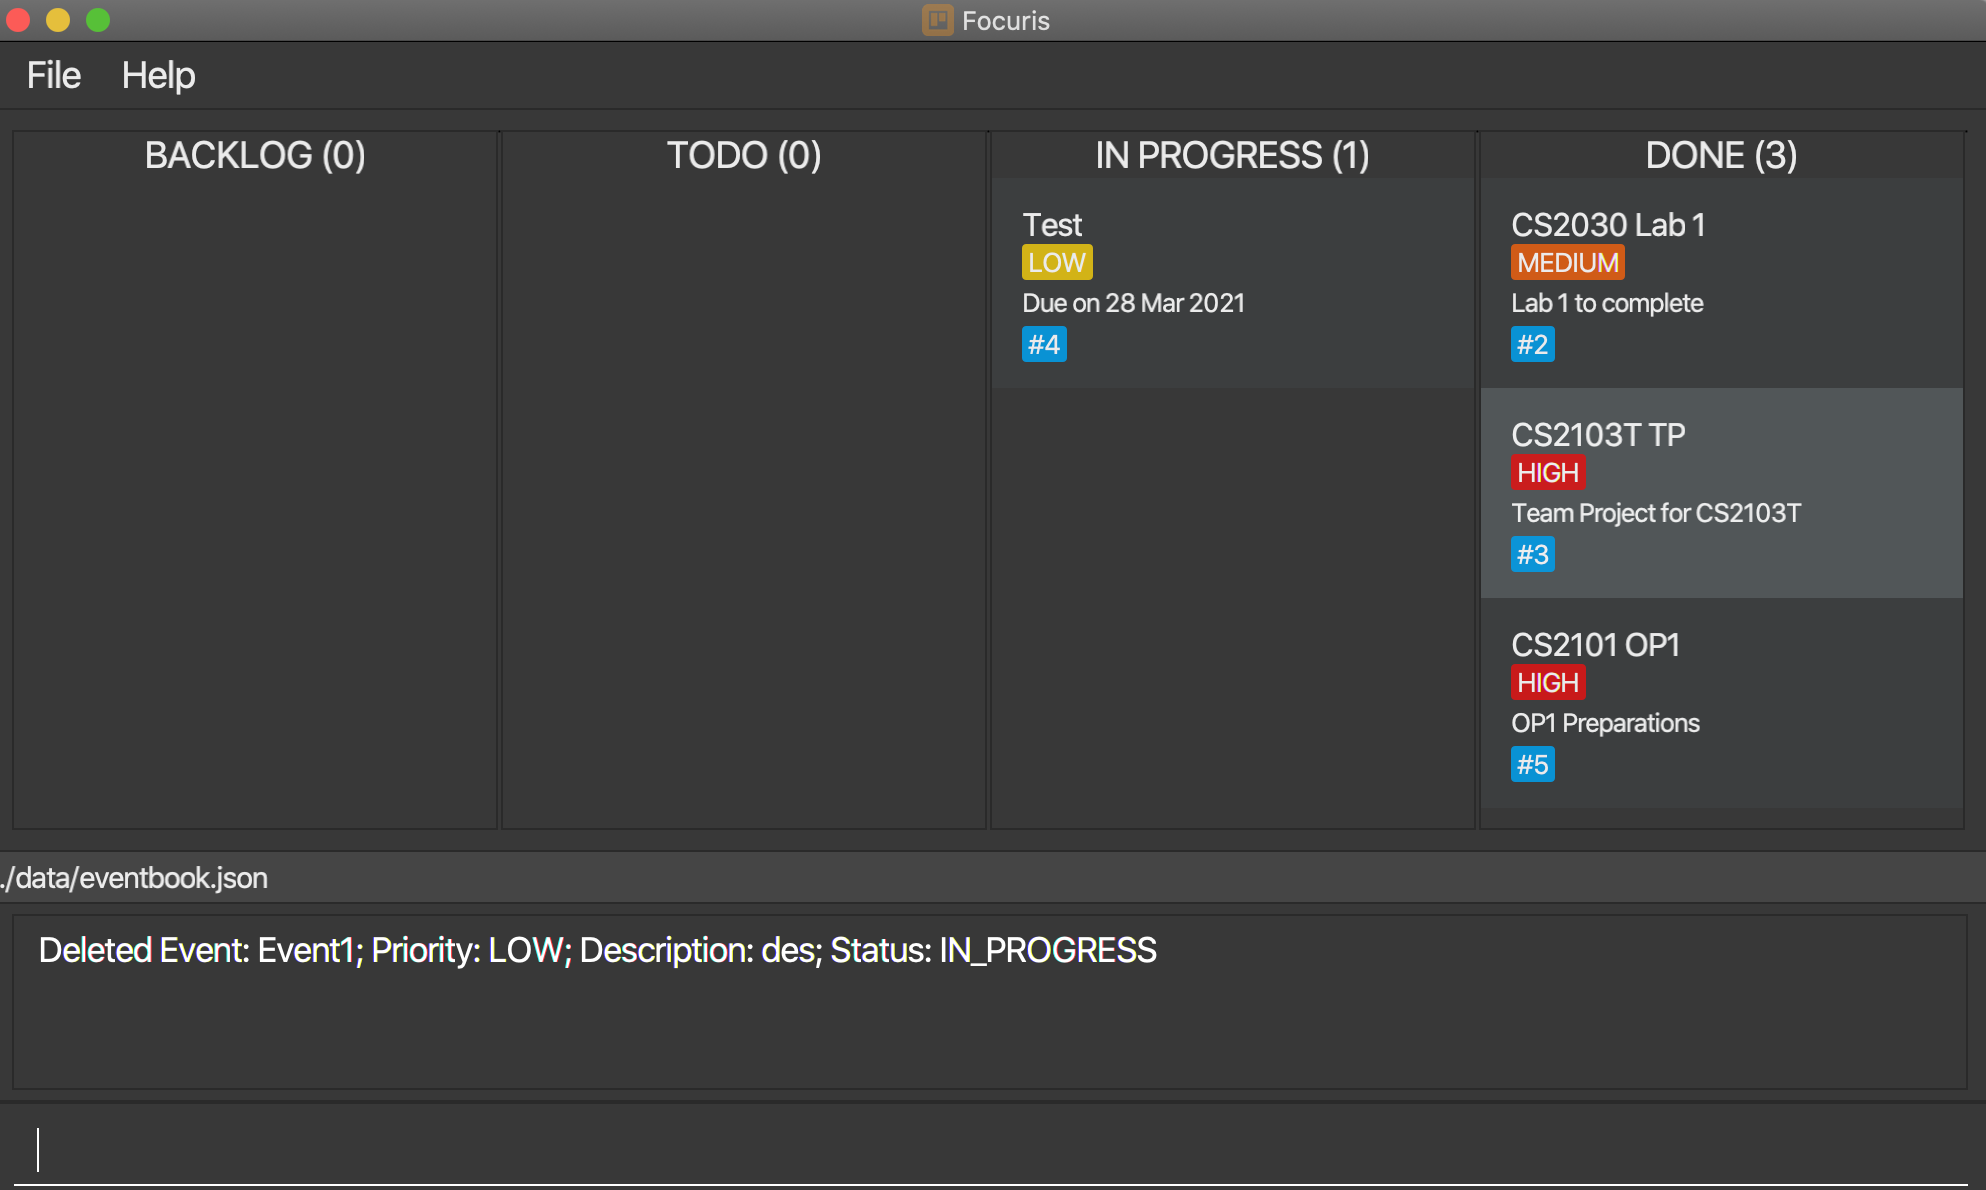 Focuris
File Help
BACKLOG (0)
TODO (0)
IN PROGRESS (1)
Test
LOW
Due on 28 Mar 2021
#4
DONE (3)
CS2030 Lab 1
MEDIUM
Lab 1 to complete
#2
CS2103T TP
HIGH
Team Project for CS2103T
#3
CS2101 OP1
HIGH
OP1 Preparations
#5
./data/eventbook.json
Deleted Event: Event1; Priority: LOW; Description: des; Status: IN_PROGRESS